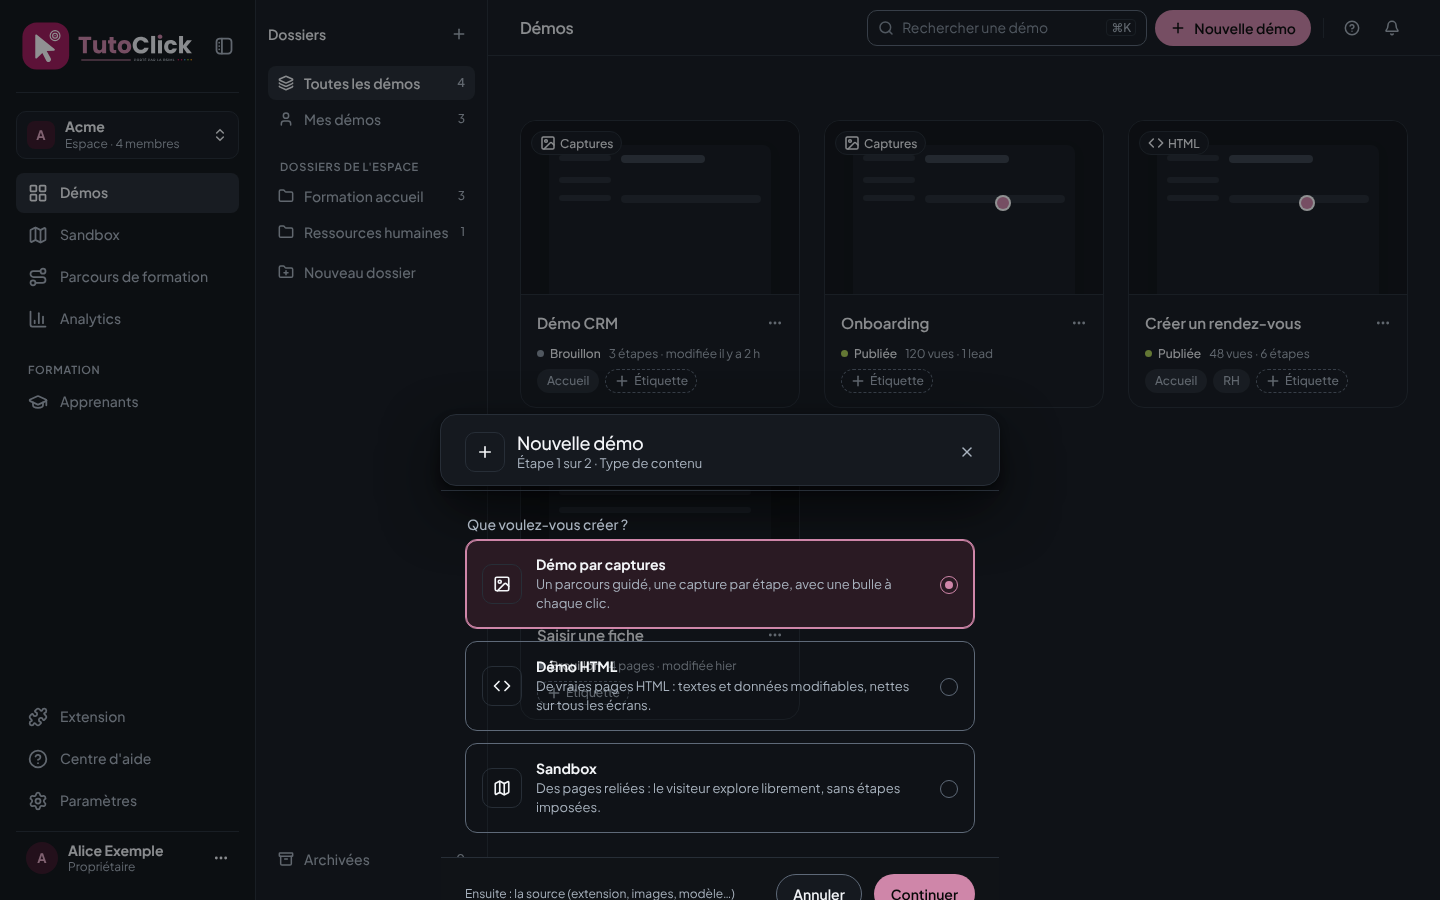 TutoClick
Acme
Espace · 4 membres
A
Démos
Sandbox
Parcours de formation
Analytics
FORMATION
Apprenants
Extension
Centre d'aide
Paramètres
A
Alice Exemple
Propriétaire
Dossiers
Toutes les démos 4
Mes démos 3
DOSSIERS DE L'ESPACE
Formation accueil 3
Ressources humaines 1
Nouveau dossier
Archivées
Démos
Rechercher une démo ⌘K
Nouvelle démo
Captures
Démo CRM
Brouillon 3 étapes · modifiée il y a 2 h
Accueil + Étiquette
Captures
Onboarding
Publiée 120 vues · 1 lead
+ Étiquette
HTML
Créer un rendez-vous
Publiée 48 vues · 6 étapes
Accueil RH + Étiquette
Saisir une fiche
pages · modifiée hier
+ Étiquette
Nouvelle démo
Étape 1 sur 2 · Type de contenu
Que voulez-vous créer ?
Démo par captures
Un parcours guidé, une capture par étape, avec une bulle à
chaque clic.
Démo HTML
De vraies pages HTML : textes et données modifiables, nettes
sur tous les écrans.
Sandbox
Des pages reliées : le visiteur explore librement, sans étapes
imposées.
Ensuite : la source (extension, images, modèle…)
Annuler
Continuer